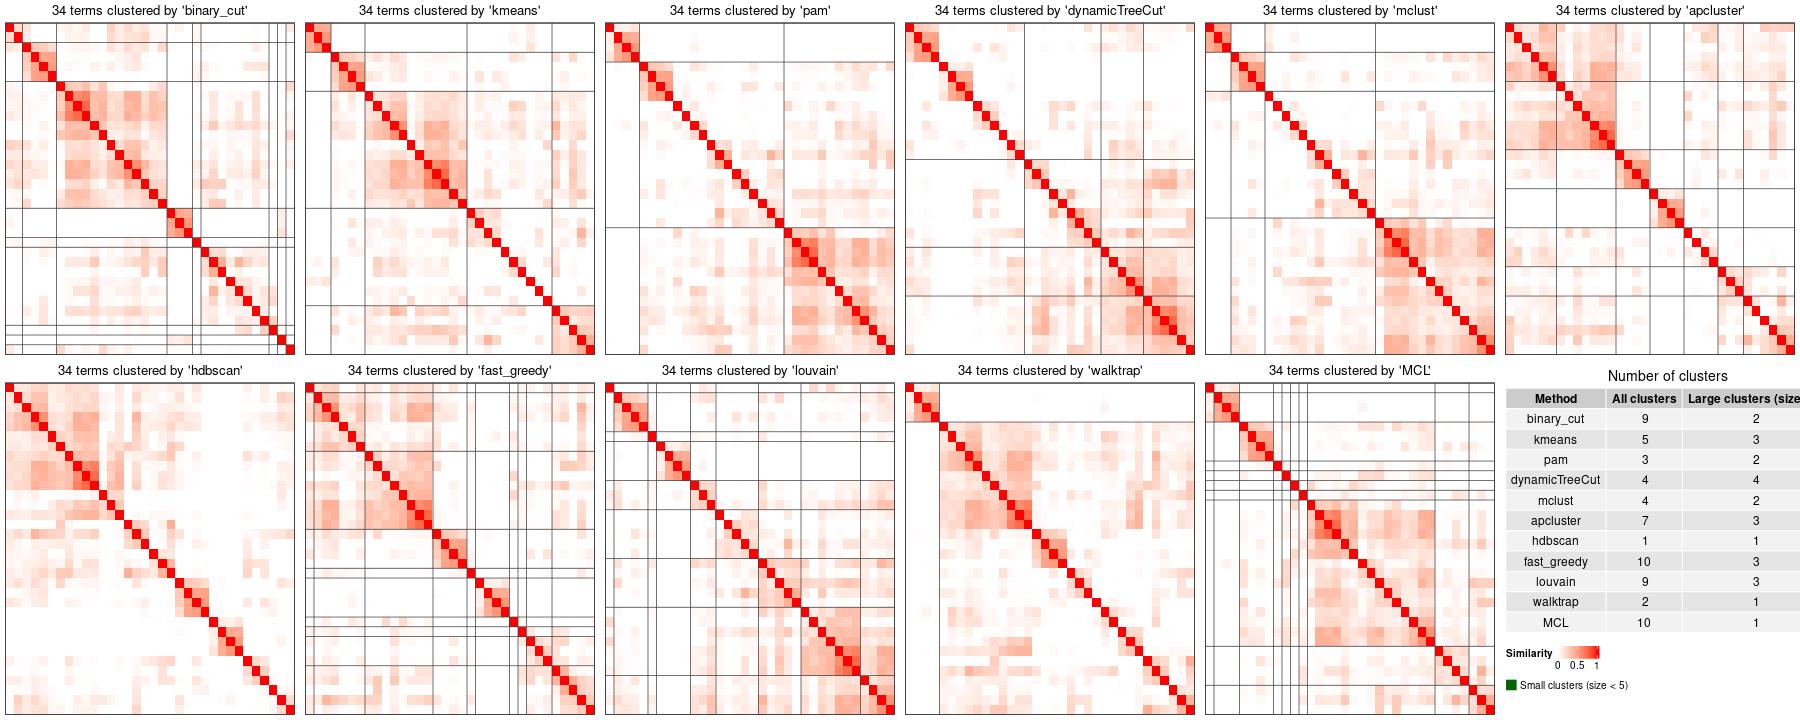 34 terms clustered by 'binary_cut'
34 terms clustered by 'kmeans'
34 terms clustered by 'pam'
34 terms clustered by 'dynamicTreeCut'
34 terms clustered by 'mclust'
34 terms clustered by 'apcluster'
34 terms clustered by 'hdbscan'
34 terms clustered by 'fast_greedy'
34 terms clustered by 'louvain'
34 terms clustered by 'walktrap'
34 terms clustered by 'MCL'
Number of clusters
Method All clusters Large clusters (size
binary_cut 9 2
kmeans 5 3
pam 3 2
dynamicTreeCut 4 4
mclust 4 2
apcluster 7 3
hdbscan 1 1
fast_greedy 10 3
louvain 9 3
walktrap 2 1
MCL 10 1
Similarity
0 0.5 1
Small clusters (size < 5)